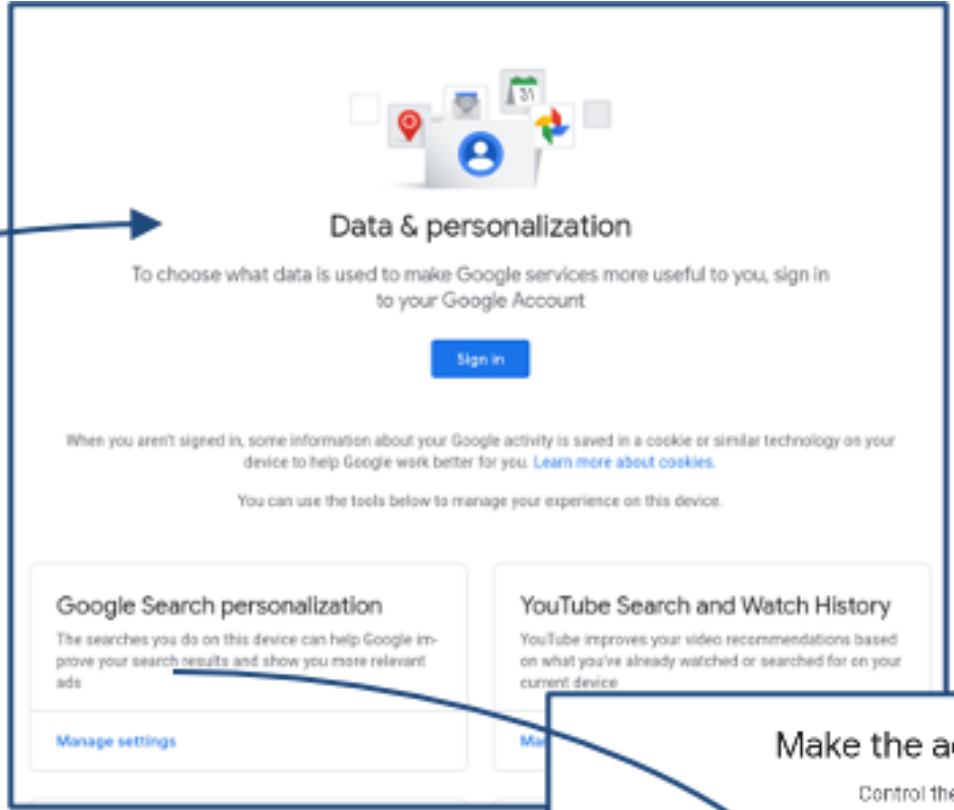 31
Data & personalization
To choose what data is used to make Google services more useful to you, sign in
to your Google Account
Sign in
When you aren't signed in, some information about your Google activity is saved in a cookie or similar technology on your
device to help Google work better for you. Learn more about cookies.
You can use the tools below to manage your experience on this device.
Google Search personalization
The searches you do on this device can help Google im-
prove your search results and show you more relevant
ads
Manage settings
YouTube Search and Watch History
YouTube improves your video recommendations based
on what you've already watched or searched for on your
current device
Ma
Make the a
Control the